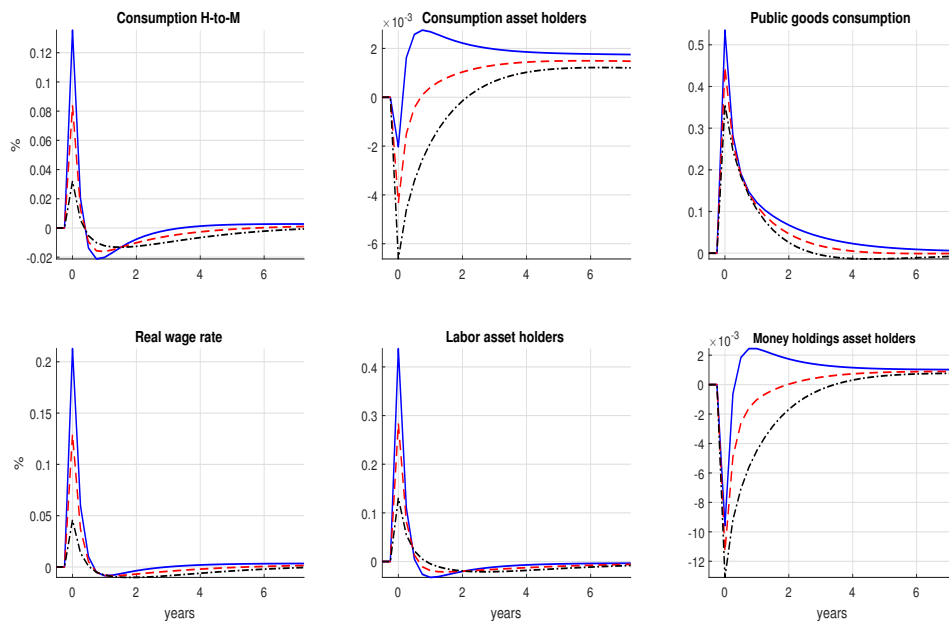 Consumption H-to-M
Consumption asset holders
Public goods consumption
×10⁻³
%
0.12
0.1
0.08
0.06
0.04
0.02
0
-0.02
0 2 4 6
2
0
-2
-4
-6
0 2 4 6
0.5
0.4
0.3
0.2
0.1
0
0 2 4 6
Real wage rate
Labor asset holders
Money holdings asset holders
×10⁻³
%
0.2
0.15
0.1
0.05
0
0 2 4 6
years
0.4
0.3
0.2
0.1
0
0 2 4 6
years
2
0
-2
-4
-6
-8
-10
-12
0 2 4 6
years